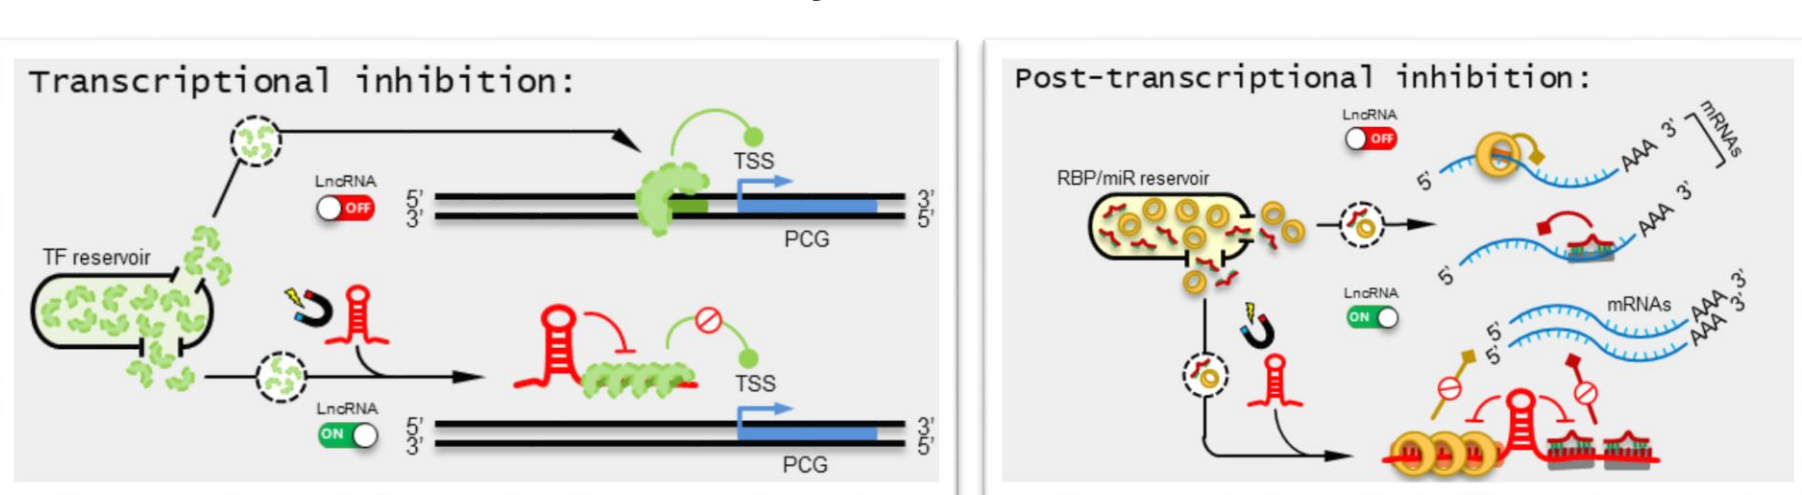 Transcriptional inhibition:
TSS
LncRNA
OFF
5' 3'
3' 5'
PCG
TF reservoir
TSS
LncRNA
ON
5' 3'
3' 5'
PCG
Post-transcriptional inhibition:
LncRNA
OFF
mRNAs
AAA 3'
5'
RBP/miR reservoir
AAA 3'
5'
LncRNA
ON
mRNAs
AAA 3'
AAA 3'
5'
5'